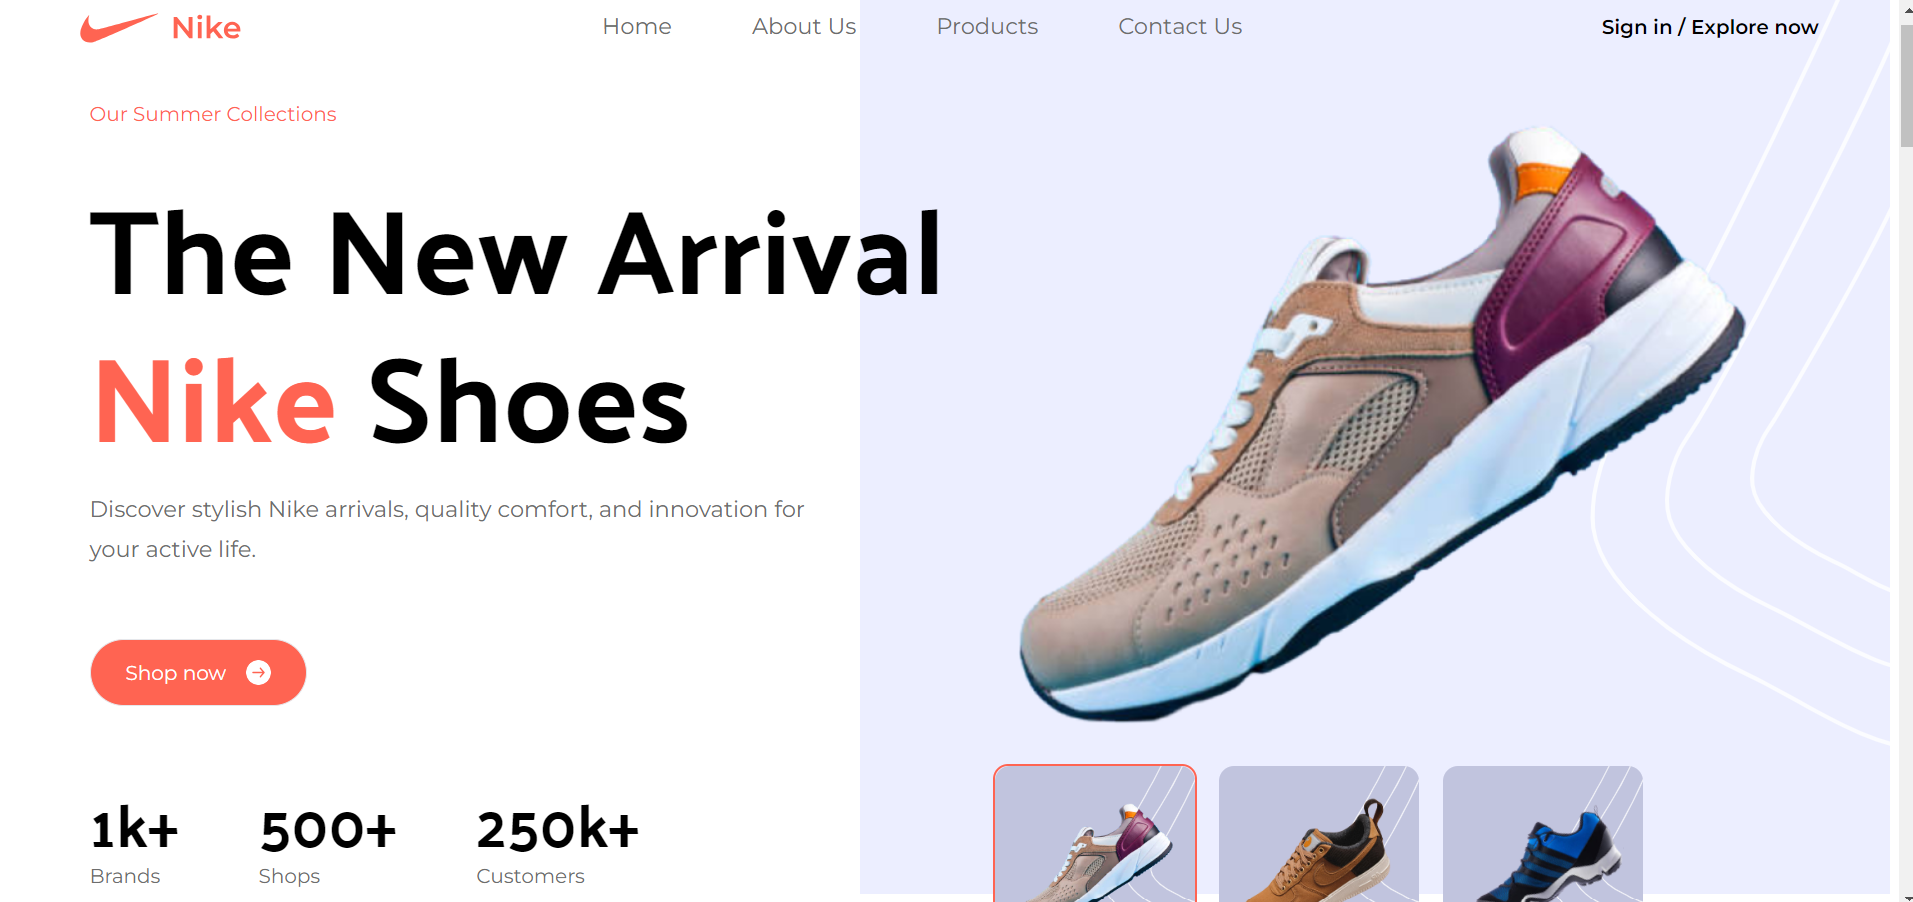 Nike
Home
About Us
Products
Contact Us
Sign in / Explore now
Our Summer Collections
The New Arrival
Nike Shoes
Discover stylish Nike arrivals, quality comfort, and innovation for
your active life.
Shop now
1k+
Brands
500+
Shops
250k+
Customers